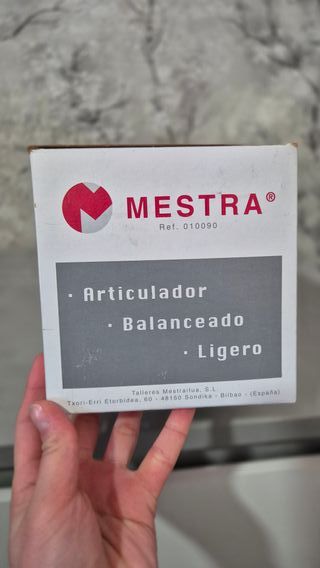 MESTRA®
Ref. 010090
· Articulador
· Balanceado
· Ligero
Talleres Mestraitua, S.L
Txori-Erri Etorbidea, 60 - 48150 Sondika - Bilbao - (España)